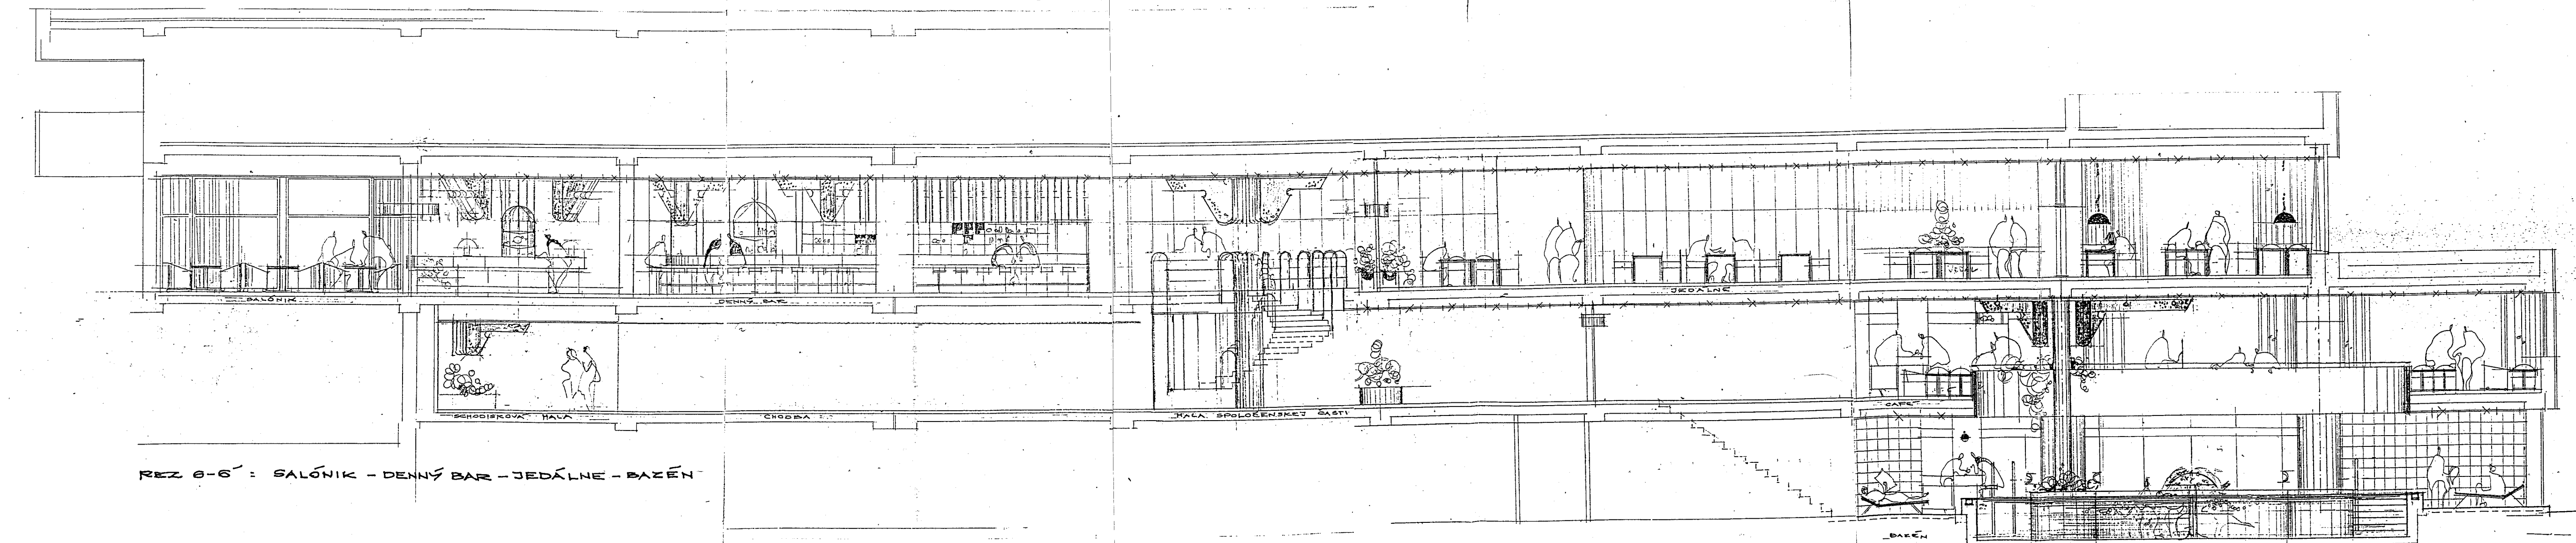 SALÓNIK
DENNÝ BAR
JEDÁLNE
SCHODISKOVÁ HALA
CHODBA
HALA SPOLOČENSKEJ ČASTI
CAFÉ
REZ 6-6´: SALÓNIK - DENNÝ BAR - JEDÁLNE - BAZÉN
BAZÉN